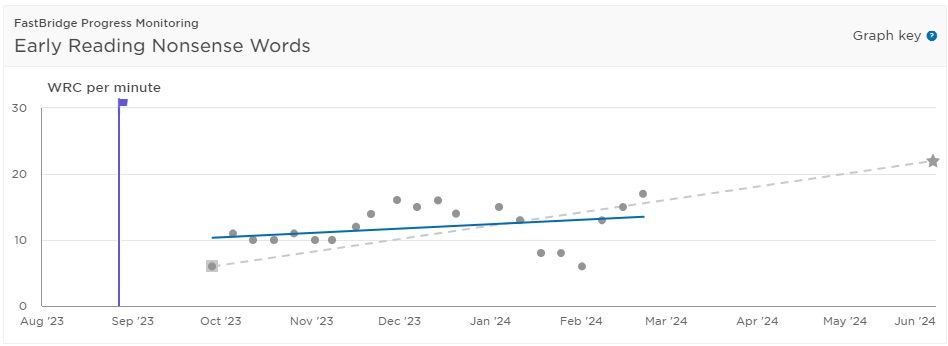 FastBridge Progress Monitoring
Early Reading Nonsense Words
Graph key ?
WRC per minute
30
20
10
0
Aug '23 Sep '23 Oct '23 Nov '23 Dec '23 Jan '24 Feb '24 Mar '24 Apr '24 May '24 Jun '24